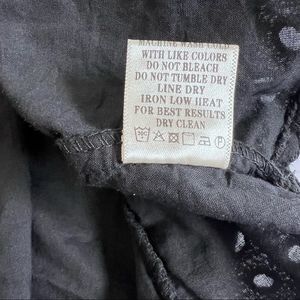 MACHINE WASH COLD
WITH LIKE COLORS
DO NOT BLEACH
DO NOT TUMBLE DRY
LINE DRY
IRON LOW HEAT
FOR BEST RESULTS
DRY CLEAN